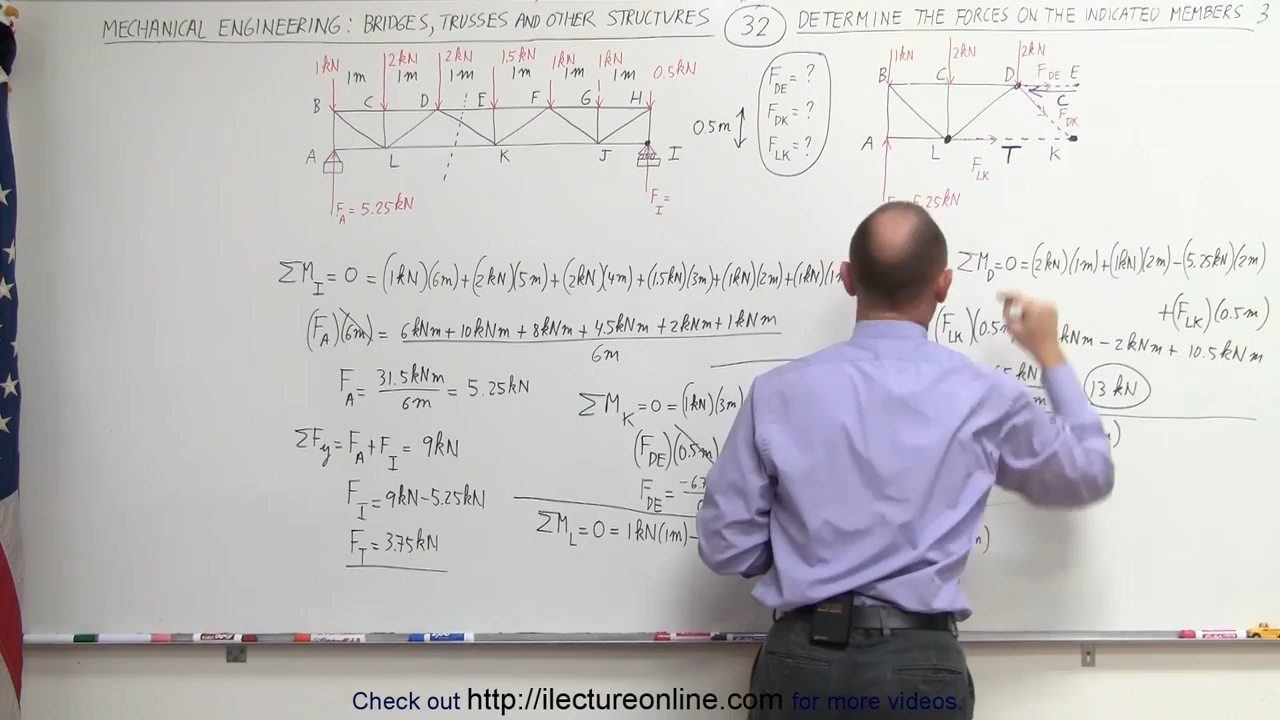 MECHANICAL ENGINEERING: BRIDGES, TRUSSES AND OTHER STRUCTURES 32 DETERMINE THE FORCES ON THE INDICATED MEMBERS 3
1kN 2kN 2kN 1.5kN 1kN 1kN 0.5kN
1m 1m 1m 1m 1m 1m
B C D E F G H
A L K J I
F_A = 5.25kN
F_I =
0.5m
F_DE = ?
F_DK = ?
F_LK = ?
1kN 2kN 2kN
B C D F_DE E
C
F_DK
A L T K
F_LK
5.25kN
ΣM_I = 0 = (1kN)(6m)+(2kN)(5m)+(2kN)(4m)+(1.5kN)(3m)+(1kN)(2m)+(1kN)(1m
(F_A)(6m) = 6kNm + 10kNm + 8kNm + 4.5kNm + 2kNm + 1kNm
6m
F_A = 31.5kNm / 6m = 5.25kN
ΣF_y = F_A + F_I = 9kN
F_I = 9kN - 5.25kN
F_I = 3.75kN
ΣM_K = 0 = (1kN)(3m)
(F_DE)(0.5m)
F_DE =
ΣM_L = 0 = 1kN(1m) -
ΣM_D = 0 = (2kN)(1m)+(1kN)(2m) - (5.25kN)(2m)
+(F_LK)(0.5m)
(F_LK)(0.5m kNm - 2kNm + 10.5kNm
13 kN
Check out http://ilectureonline.com for more videos.